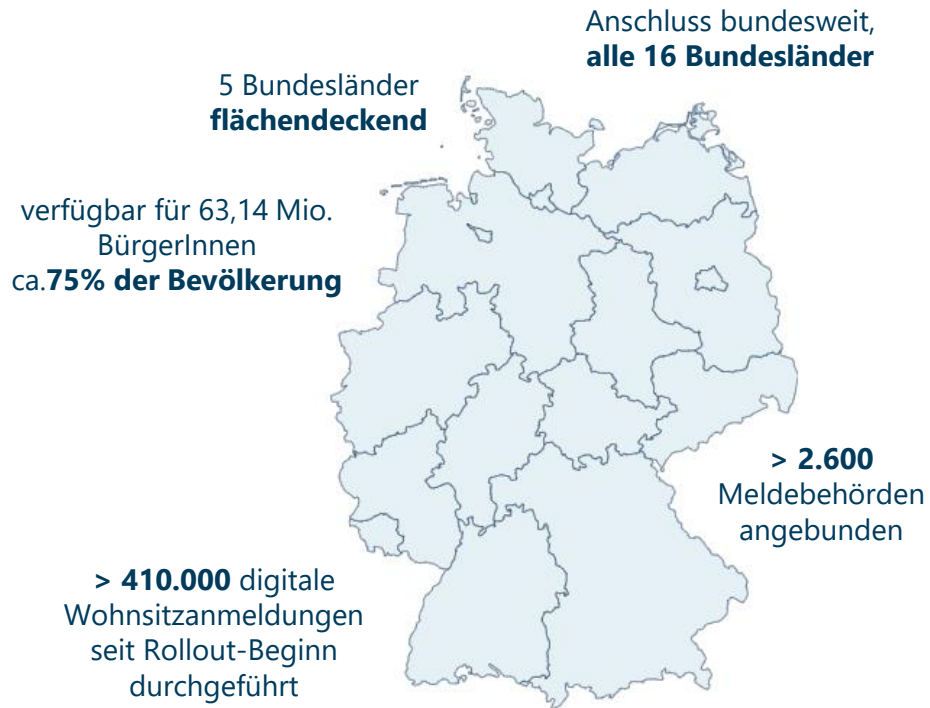 Anschluss bundesweit,
alle 16 Bundesländer
5 Bundesländer
flächendeckend
verfügbar für 63,14 Mio.
BürgerInnen
ca.75% der Bevölkerung
> 2.600
Meldebehörden
angebunden
> 410.000 digitale
Wohnsitzanmeldungen
seit Rollout-Beginn
durchgeführt